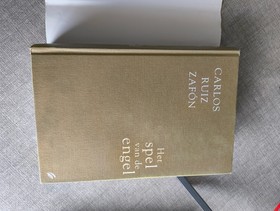 CARLOS
RUIZ
ZAFÓN
Het
spel
van de
engel